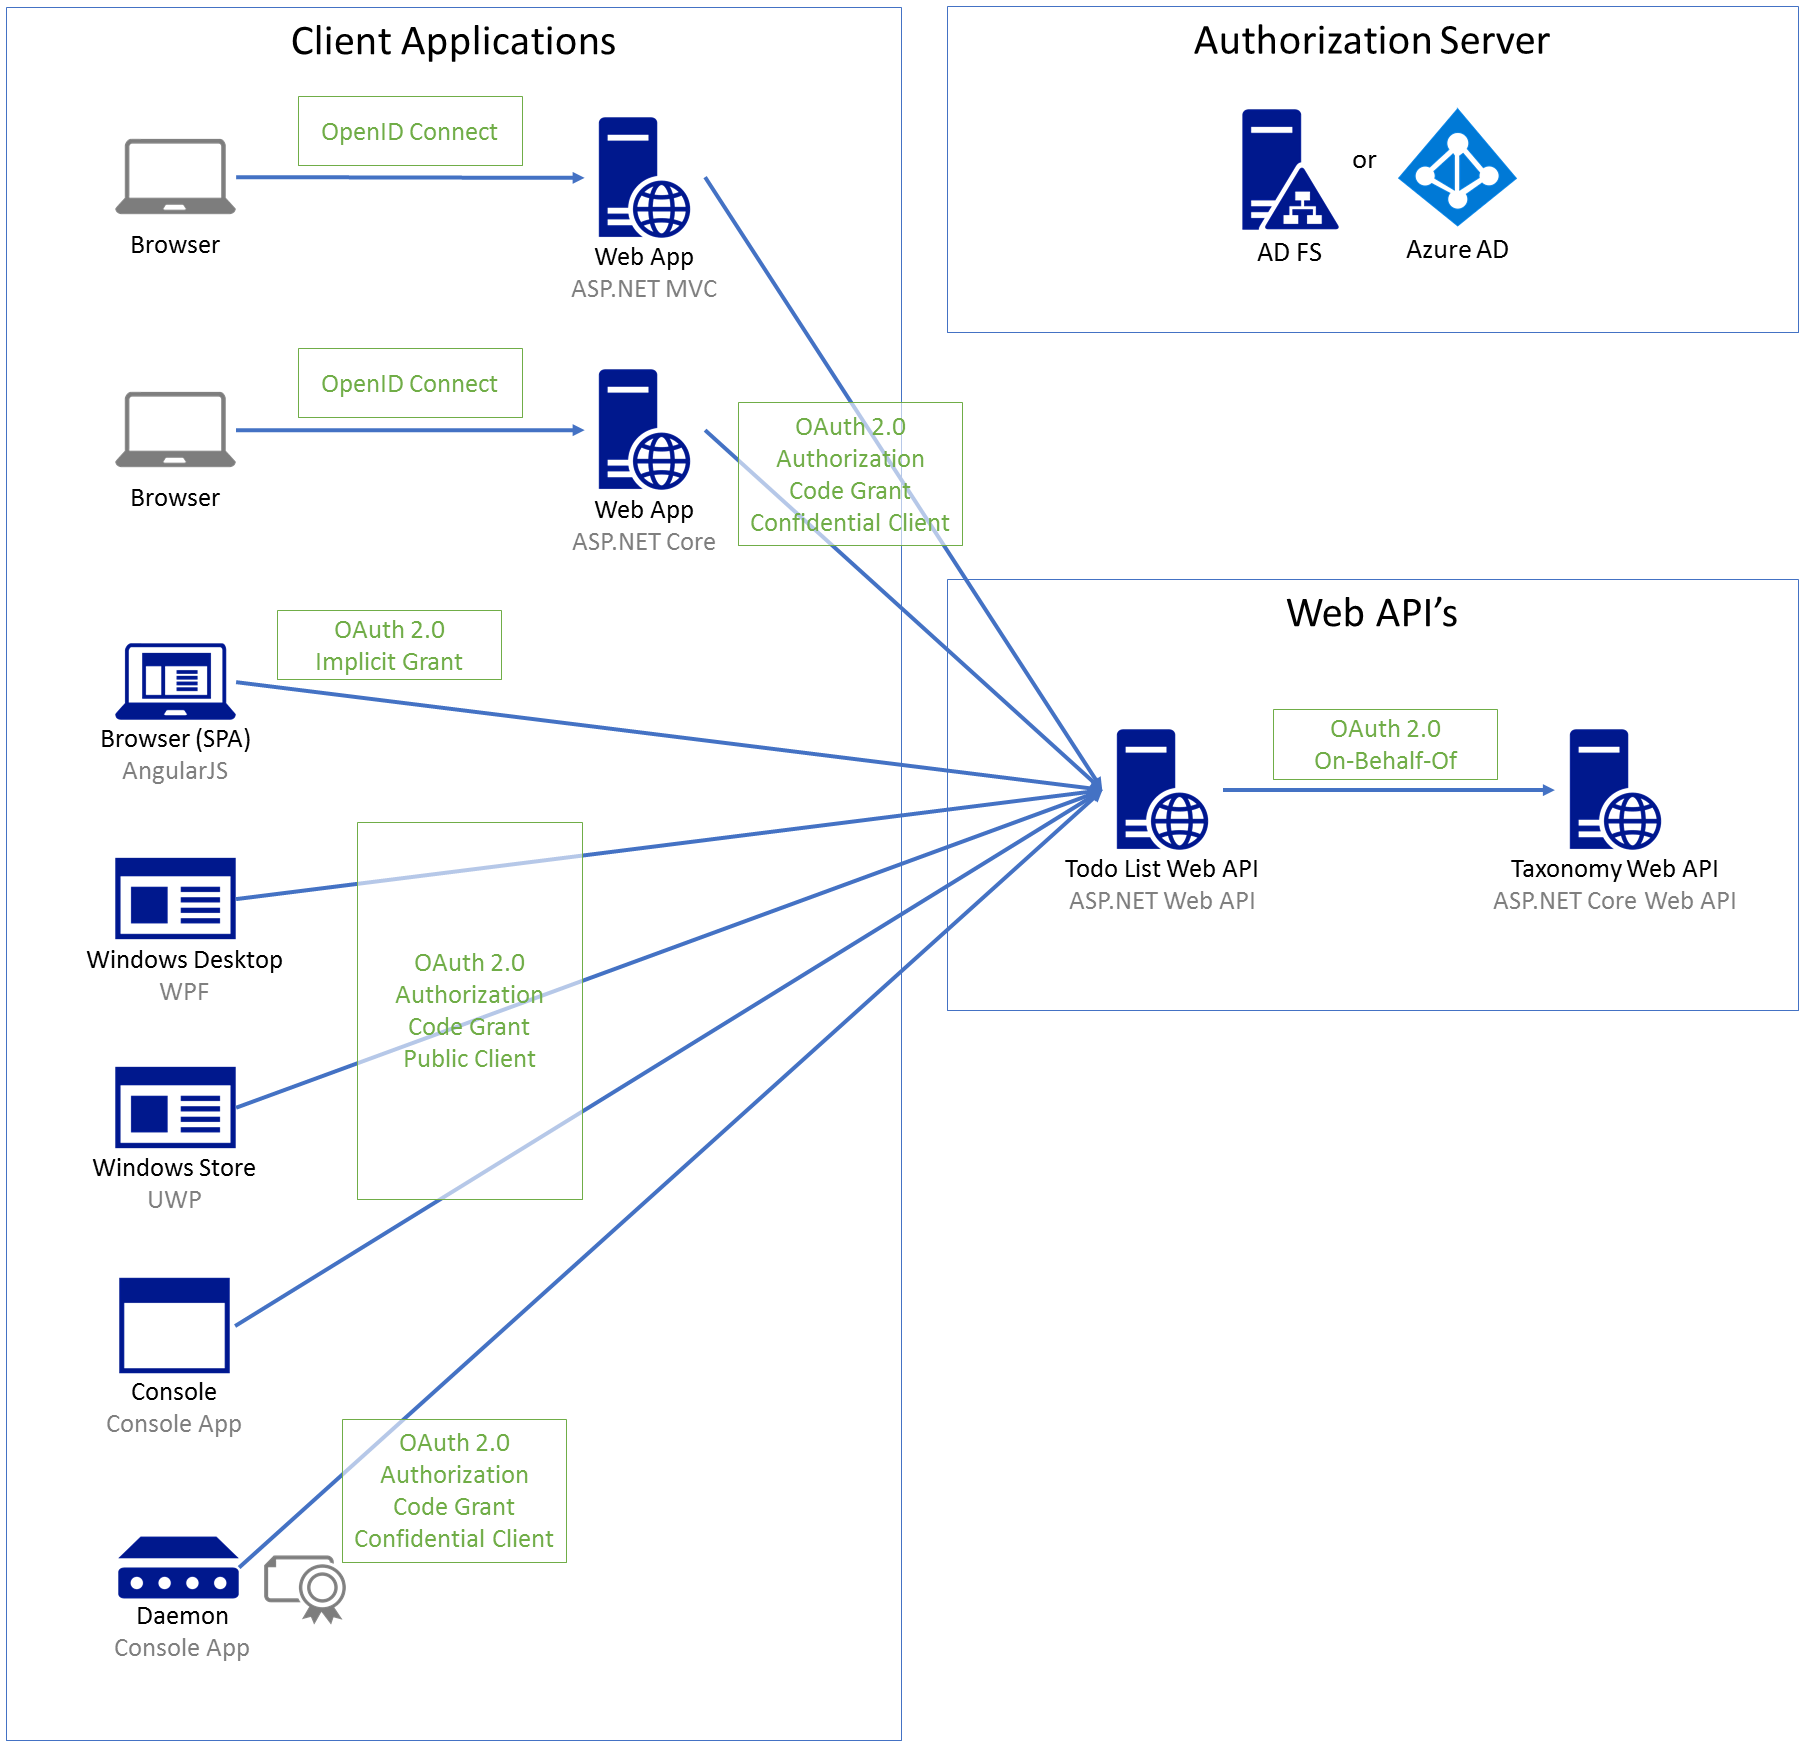 Client Applications
OpenID Connect
Browser
Web App
ASP.NET MVC
OpenID Connect
Browser
Web App
ASP.NET Core
OAuth 2.0
Authorization
Code Grant
Confidential Client
OAuth 2.0
Implicit Grant
Browser (SPA)
AngularJS
Windows Desktop
WPF
OAuth 2.0
Authorization
Code Grant
Public Client
Windows Store
UWP
Console
Console App
OAuth 2.0
Authorization
Code Grant
Confidential Client
Daemon
Console App
Authorization Server
or
AD FS
Azure AD
Web API’s
OAuth 2.0
On-Behalf-Of
Todo List Web API
ASP.NET Web API
Taxonomy Web API
ASP.NET Core Web API